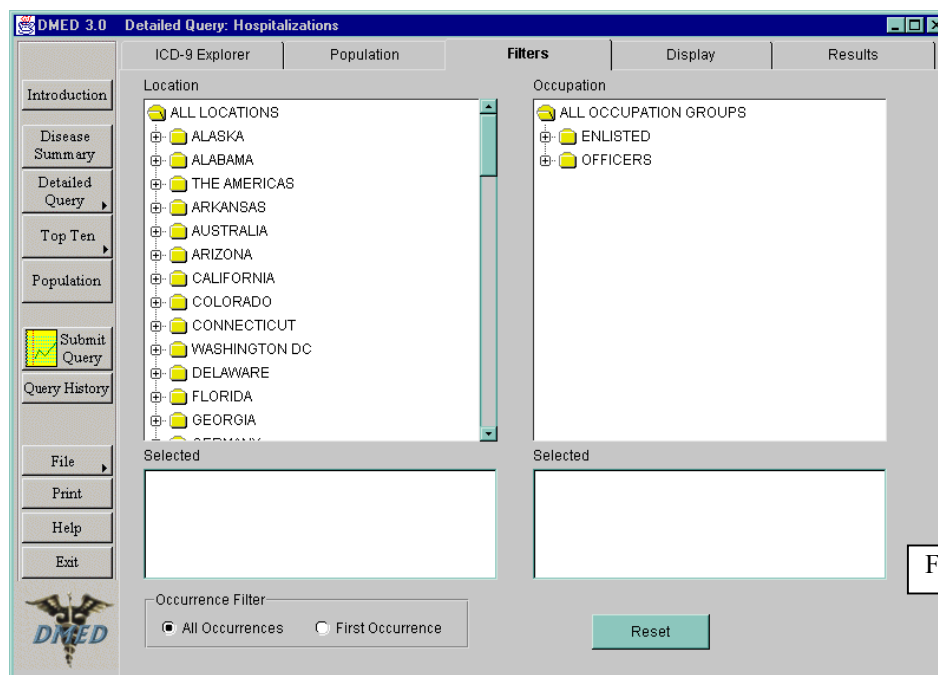 DMED 3.0 Detailed Query: Hospitalizations
ICD-9 Explorer Population Filters Display Results
Introduction
Disease
Summary
Detailed
Query
Top Ten
Population
Submit
Query
Query History
File
Print
Help
Exit
DMED
Location
ALL LOCATIONS
ALASKA
ALABAMA
THE AMERICAS
ARKANSAS
AUSTRALIA
ARIZONA
CALIFORNIA
COLORADO
CONNECTICUT
WASHINGTON DC
DELAWARE
FLORIDA
GEORGIA
GERMANY
Selected
Occupation
ALL OCCUPATION GROUPS
ENLISTED
OFFICERS
Selected
F
Occurrence Filter
All Occurrences First Occurrence
Reset